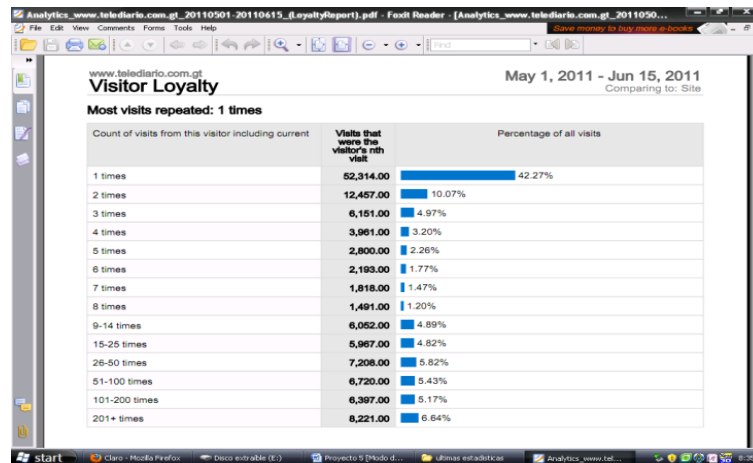 Analytics_www.telediario.com.gt_20110501-20110615_(LoyaltyReport).pdf - Foxit Reader - [Analytics_www.telediario.com.gt_2011050...
File Edit View Comments Forms Tools Help
Save money to buy more e-books
Find
www.telediario.com.gt
Visitor Loyalty
May 1, 2011 - Jun 15, 2011
Comparing to: Site
Most visits repeated: 1 times
Count of visits from this visitor including current
Visits that
were the
visitor's nth
visit
Percentage of all visits
1 times 52,314.00 42.27%
2 times 12,457.00 10.07%
3 times 6,151.00 4.97%
4 times 3,961.00 3.20%
5 times 2,800.00 2.26%
6 times 2,193.00 1.77%
7 times 1,818.00 1.47%
8 times 1,491.00 1.20%
9-14 times 6,052.00 4.89%
15-25 times 5,967.00 4.82%
26-50 times 7,208.00 5.82%
51-100 times 6,720.00 5.43%
101-200 times 6,397.00 5.17%
201+ times 8,221.00 6.64%
start Claro - Mozilla Firefox Disco extraible (E:) Proyecto S [Modo d... ultimas estadisticas Analytics_www.tel...